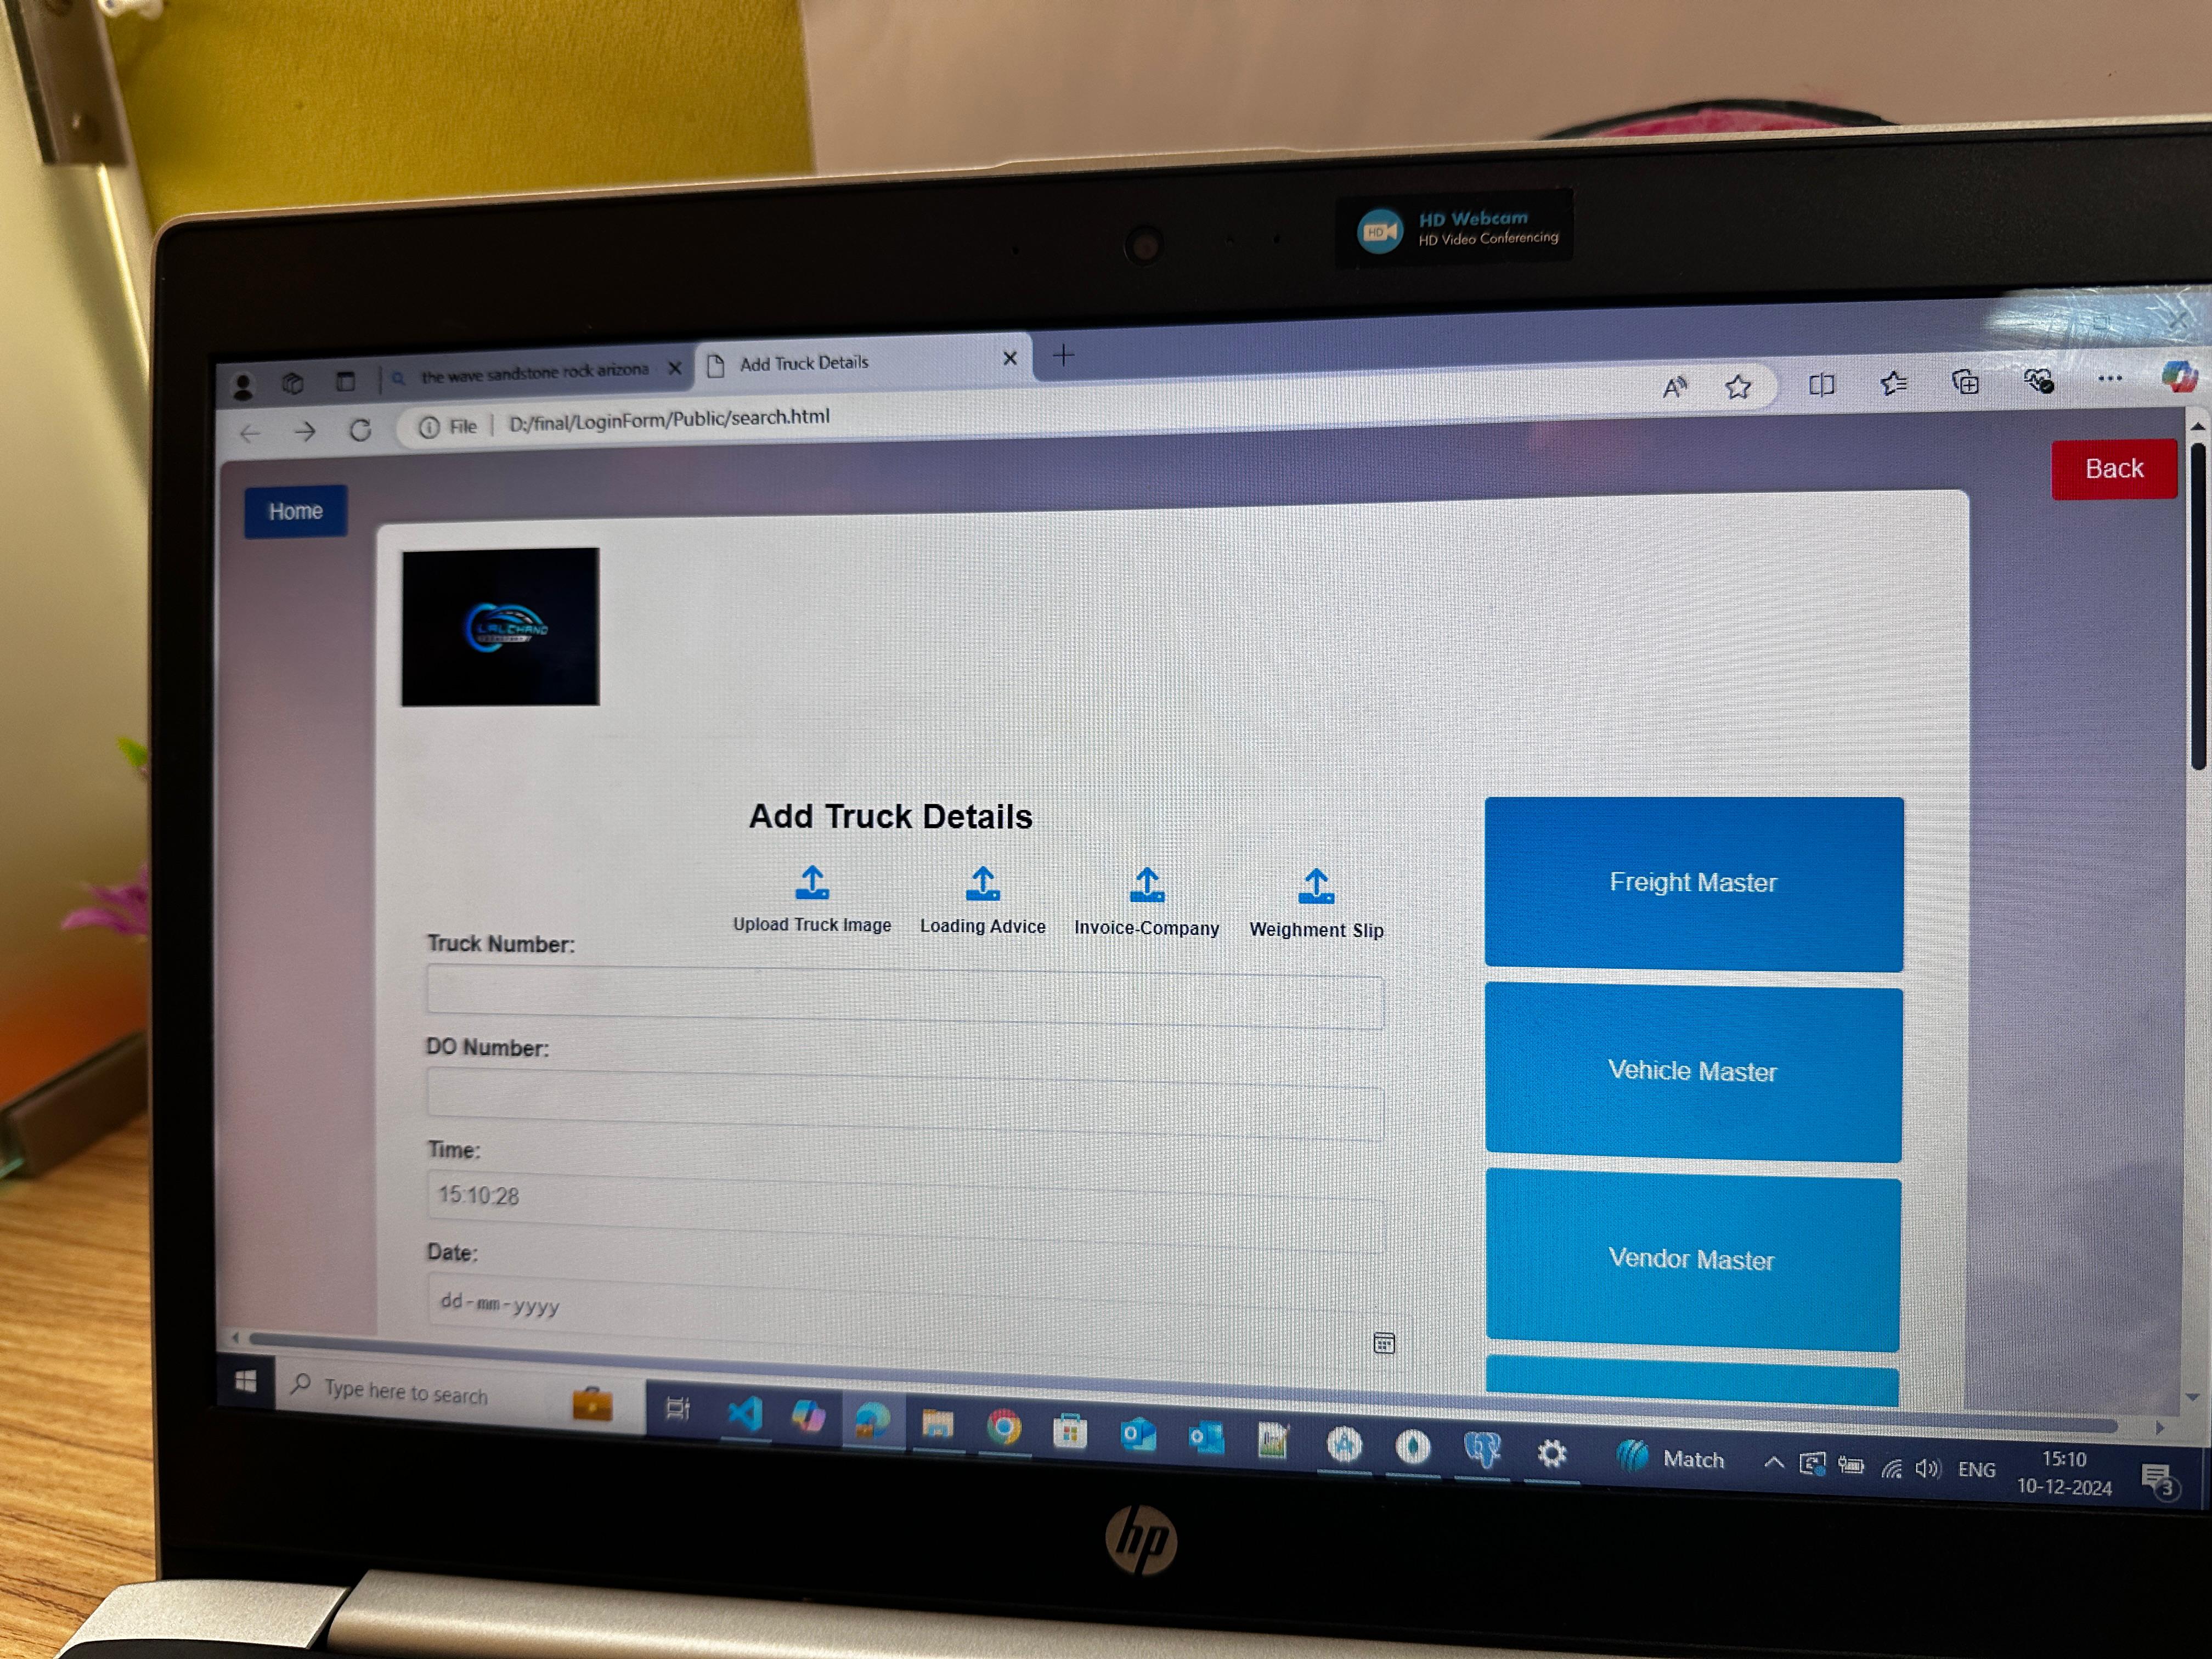 HD Webcam
HD
HD Video Conferencing
the wave sandstone rock arizona
Add Truck Details
File
D:/final/LoginForm/Public/search.html
Home
Back
LALCHAND
Add Truck Details
Upload Truck Image
Loading Advice
Invoice-Company
Weighment Slip
Truck Number:
DO Number:
Time:
15:10:28
Date:
dd-mm-yyyy
Freight Master
Vehicle Master
Vendor Master
Type here to search
Match
ENG
15:10
10-12-2024
3
hp